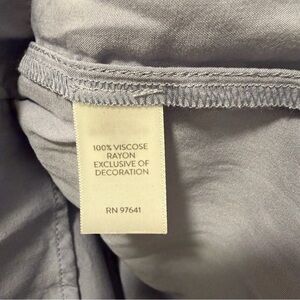 100% VISCOSE
RAYON
EXCLUSIVE OF
DECORATION
RN 97641